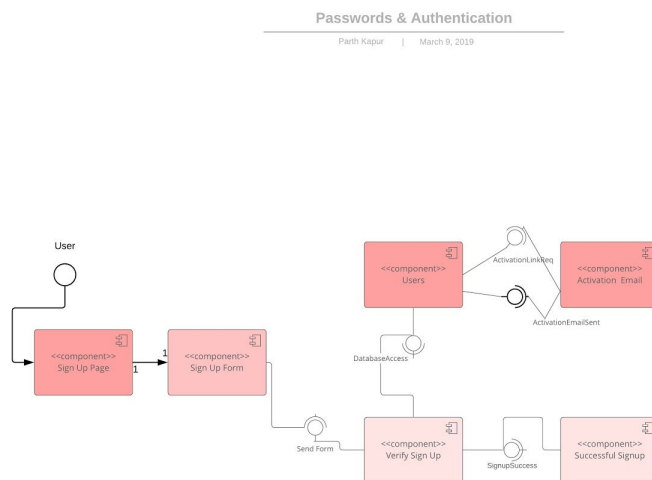 Passwords & Authentication
Parth Kapur | March 9, 2019
User
<<component>>
Sign Up Page
1
1
<<component>>
Sign Up Form
Send Form
<<component>>
Users
ActivationLinkReq
<<component>>
Activation Email
ActivationEmailSent
DatabaseAccess
<<component>>
Verify Sign Up
SignupSuccess
<<component>>
Successful Signup